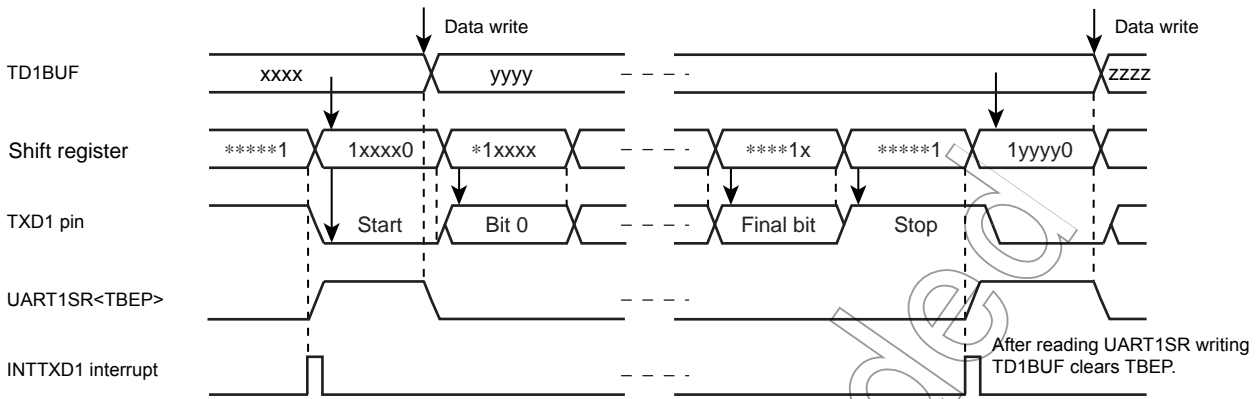 Data write
Data write
TD1BUF
xxxx
yyyy
zzzz
Shift register
*****1
1xxxx0
*1xxxx
****1x
*****1
1yyyy0
TXD1 pin
Start
Bit 0
Final bit
Stop
UART1SR<TBEP>
INTTXD1 interrupt
After reading UART1SR writing
TD1BUF clears TBEP.